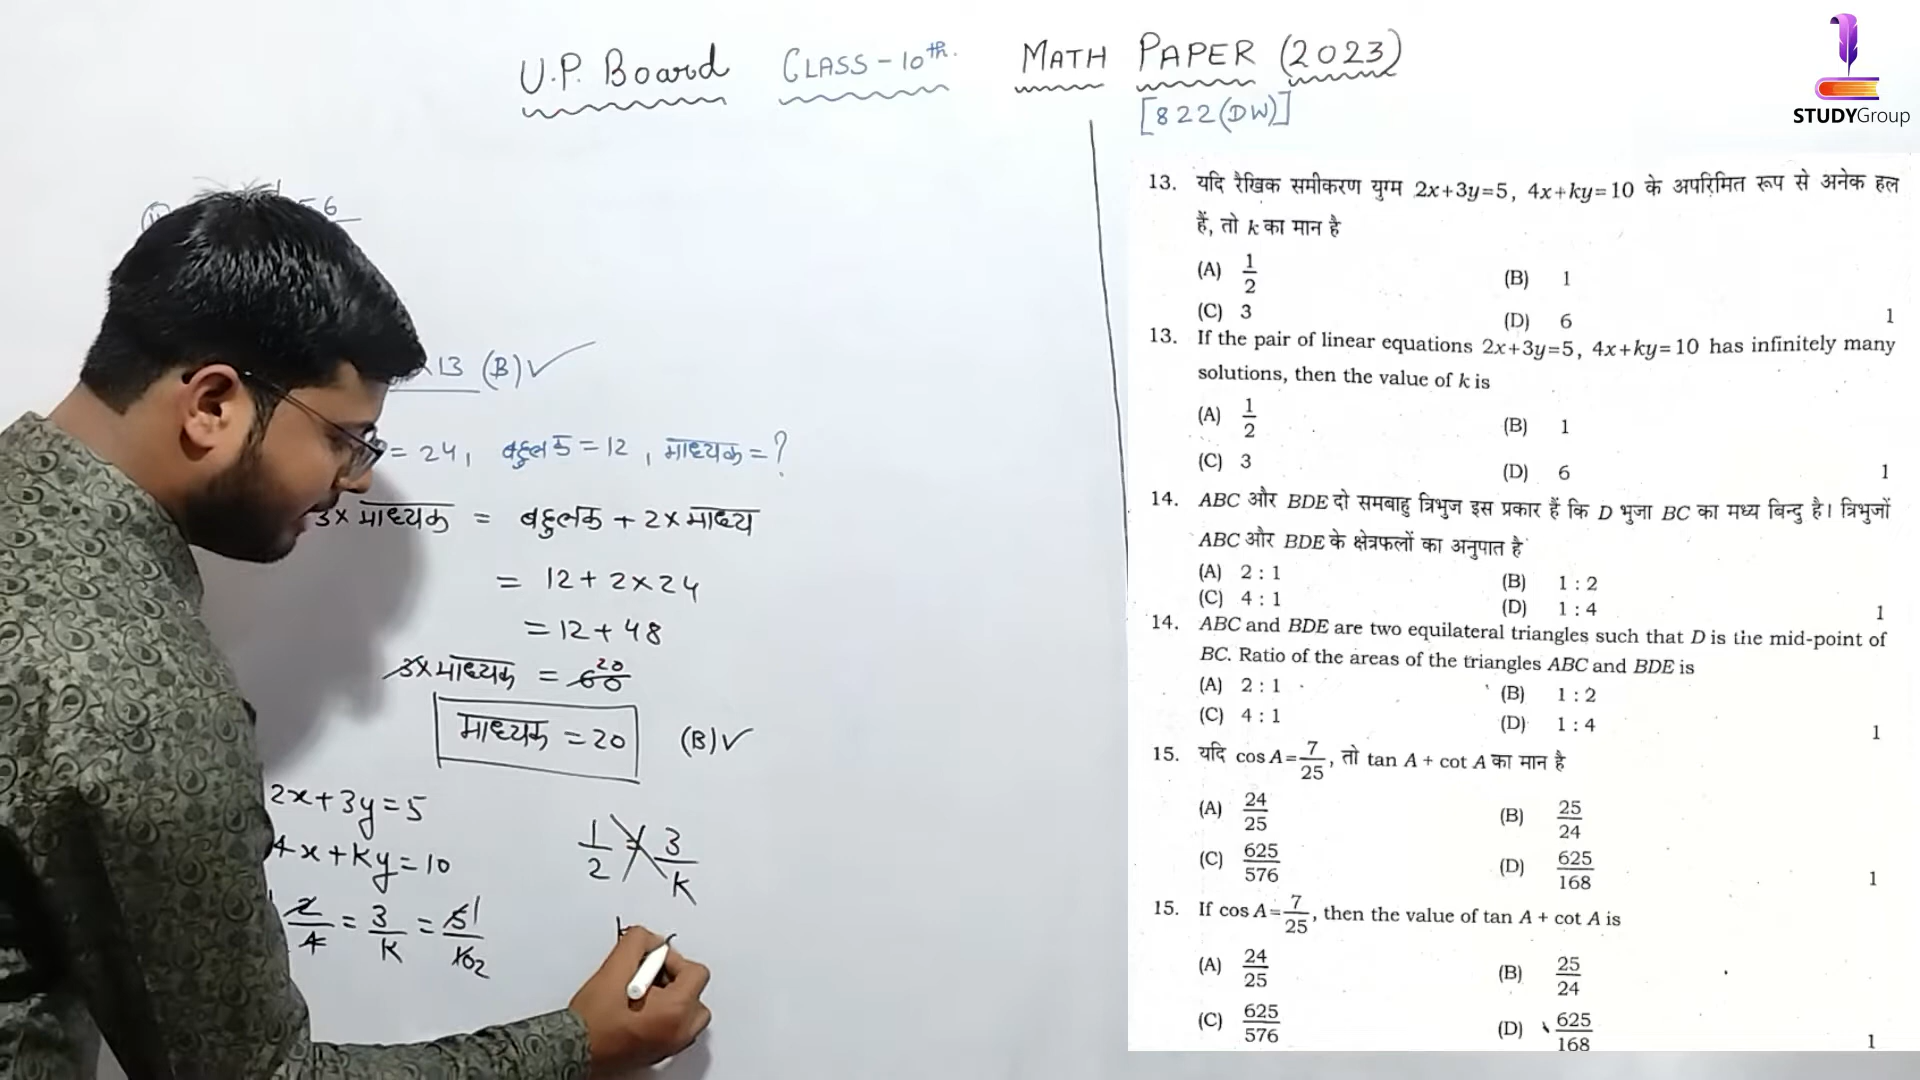 U.P. Board CLASS-10th. MATH PAPER (2023)
[822(DW)]
STUDYGroup
13 (B)✓
= 24, बहुलक = 12, माध्यक = ?
3× माध्यक = बहुलक + 2× माध्य
= 12 + 2×24
= 12 + 48
3×माध्यक = 60 20
माध्यक = 20 (B)✓
2x+3y=5
4x+Ky=10
2/4 = 3/K = 5 1/10 2
1/2 = 3/K
13. यदि रैखिक समीकरण युग्म 2x+3y=5, 4x+ky=10 के अपरिमित रूप से अनेक हल
हैं, तो k का मान है
(A) 1/2 (B) 1
(C) 3 (D) 6 1
13. If the pair of linear equations 2x+3y=5, 4x+ky=10 has infinitely many
solutions, then the value of k is
(A) 1/2 (B) 1
(C) 3 (D) 6 1
14. ABC और BDE दो समबाहु त्रिभुज इस प्रकार हैं कि D भुजा BC का मध्य बिन्दु है। त्रिभुजों
ABC और BDE के क्षेत्रफलों का अनुपात है
(A) 2 : 1 (B) 1 : 2
(C) 4 : 1 (D) 1 : 4 1
14. ABC and BDE are two equilateral triangles such that D is the mid-point of
BC. Ratio of the areas of the triangles ABC and BDE is
(A) 2 : 1 (B) 1 : 2
(C) 4 : 1 (D) 1 : 4 1
15. यदि cos A=7/25, तो tan A + cot A का मान है
(A) 24/25 (B) 25/24
(C) 625/576 (D) 625/168 1
15. If cos A=7/25, then the value of tan A + cot A is
(A) 24/25 (B) 25/24
(C) 625/576 (D) 625/168 1